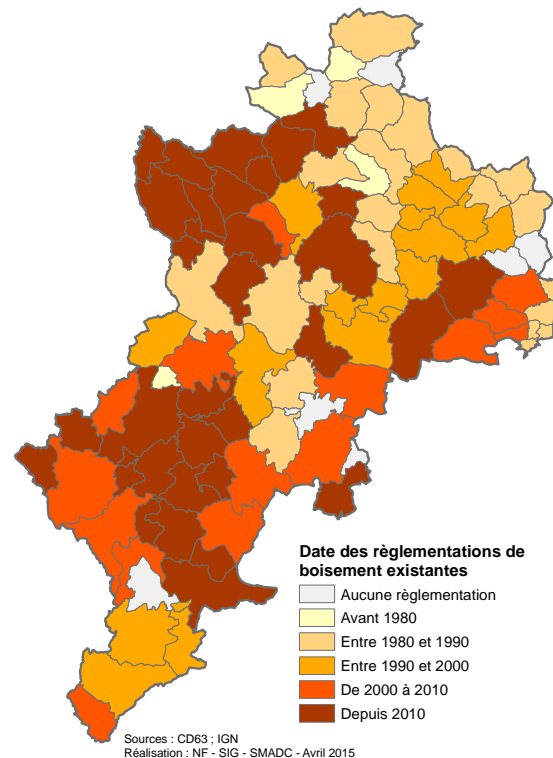 Date des règlementations de
boisement existantes
Aucune règlementation
Avant 1980
Entre 1980 et 1990
Entre 1990 et 2000
De 2000 à 2010
Depuis 2010
Sources : CD63 ; IGN
Réalisation : NF - SIG - SMADC - Avril 2015